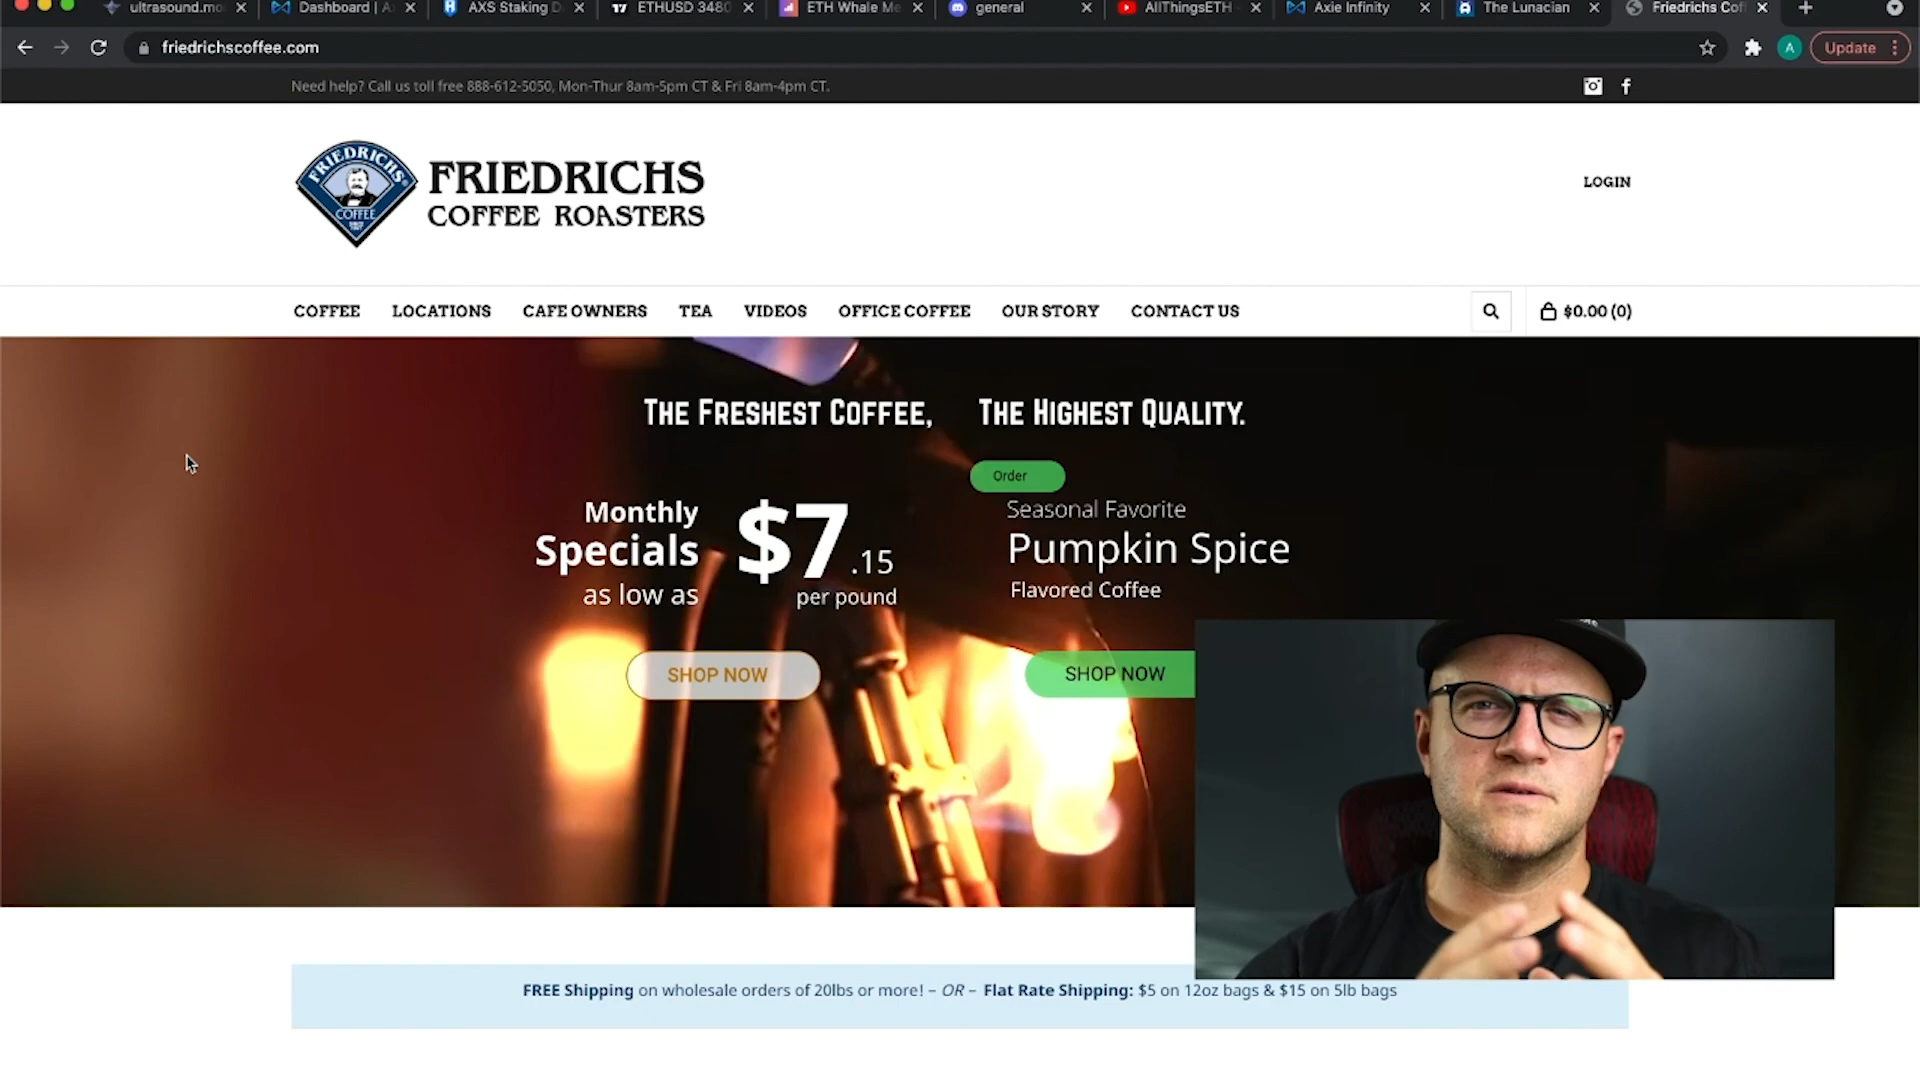 ultrasound.mo
Dashboard | A
AXS Staking D
ETHUSD 3480
ETH Whale Me
general
AllThingsETH
Axie Infinity
The Lunacian
Friedrichs Cof
friedrichscoffee.com
A
Update
Need help? Call us toll free 888-612-5050, Mon-Thur 8am-5pm CT & Fri 8am-4pm CT.
FRIEDRICHS
COFFEE
FRIEDRICHS
COFFEE ROASTERS
LOGIN
COFFEE
LOCATIONS
CAFE OWNERS
TEA
VIDEOS
OFFICE COFFEE
OUR STORY
CONTACT US
$0.00 (0)
THE FRESHEST COFFEE, THE HIGHEST QUALITY.
Order
Monthly
Specials
as low as
$7.15
per pound
SHOP NOW
Seasonal Favorite
Pumpkin Spice
Flavored Coffee
SHOP NOW
FREE Shipping on wholesale orders of 20lbs or more! – OR – Flat Rate Shipping: $5 on 12oz bags & $15 on 5lb bags